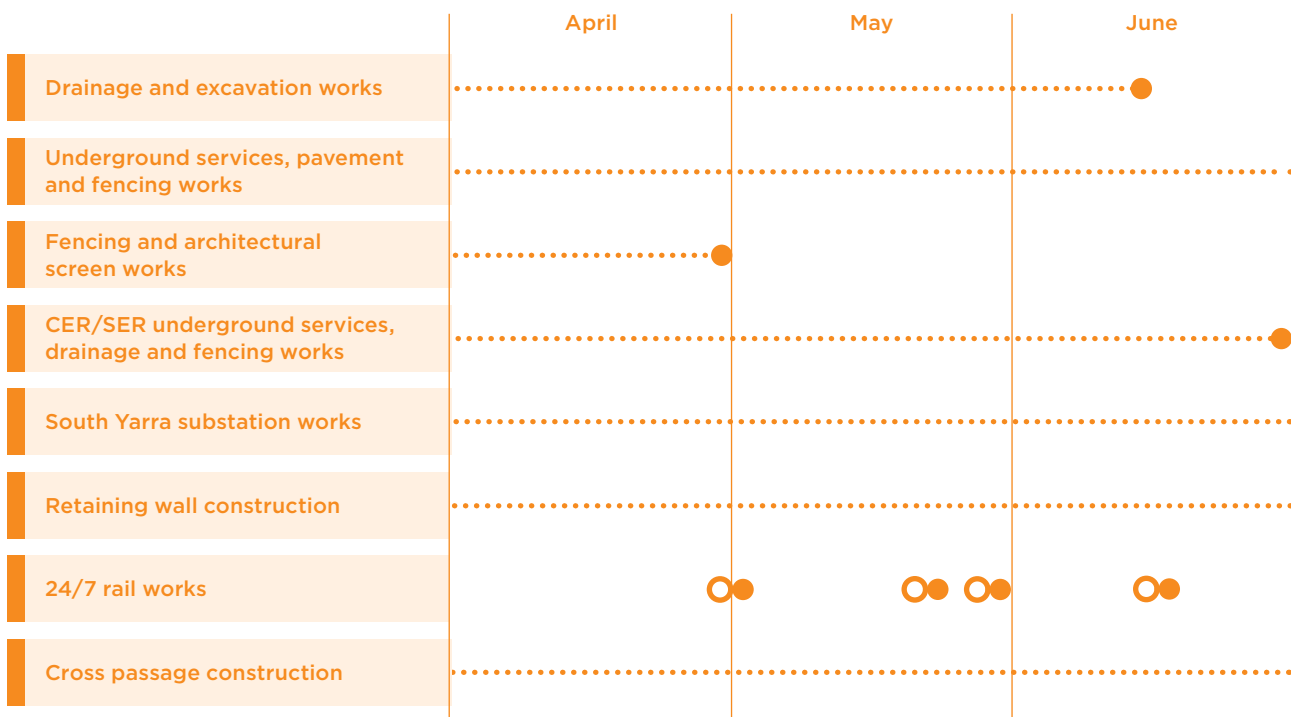 April
May
June
Drainage and excavation works
Underground services, pavement
and fencing works
Fencing and architectural
screen works
CER/SER underground services,
drainage and fencing works
South Yarra substation works
Retaining wall construction
24/7 rail works
Cross passage construction